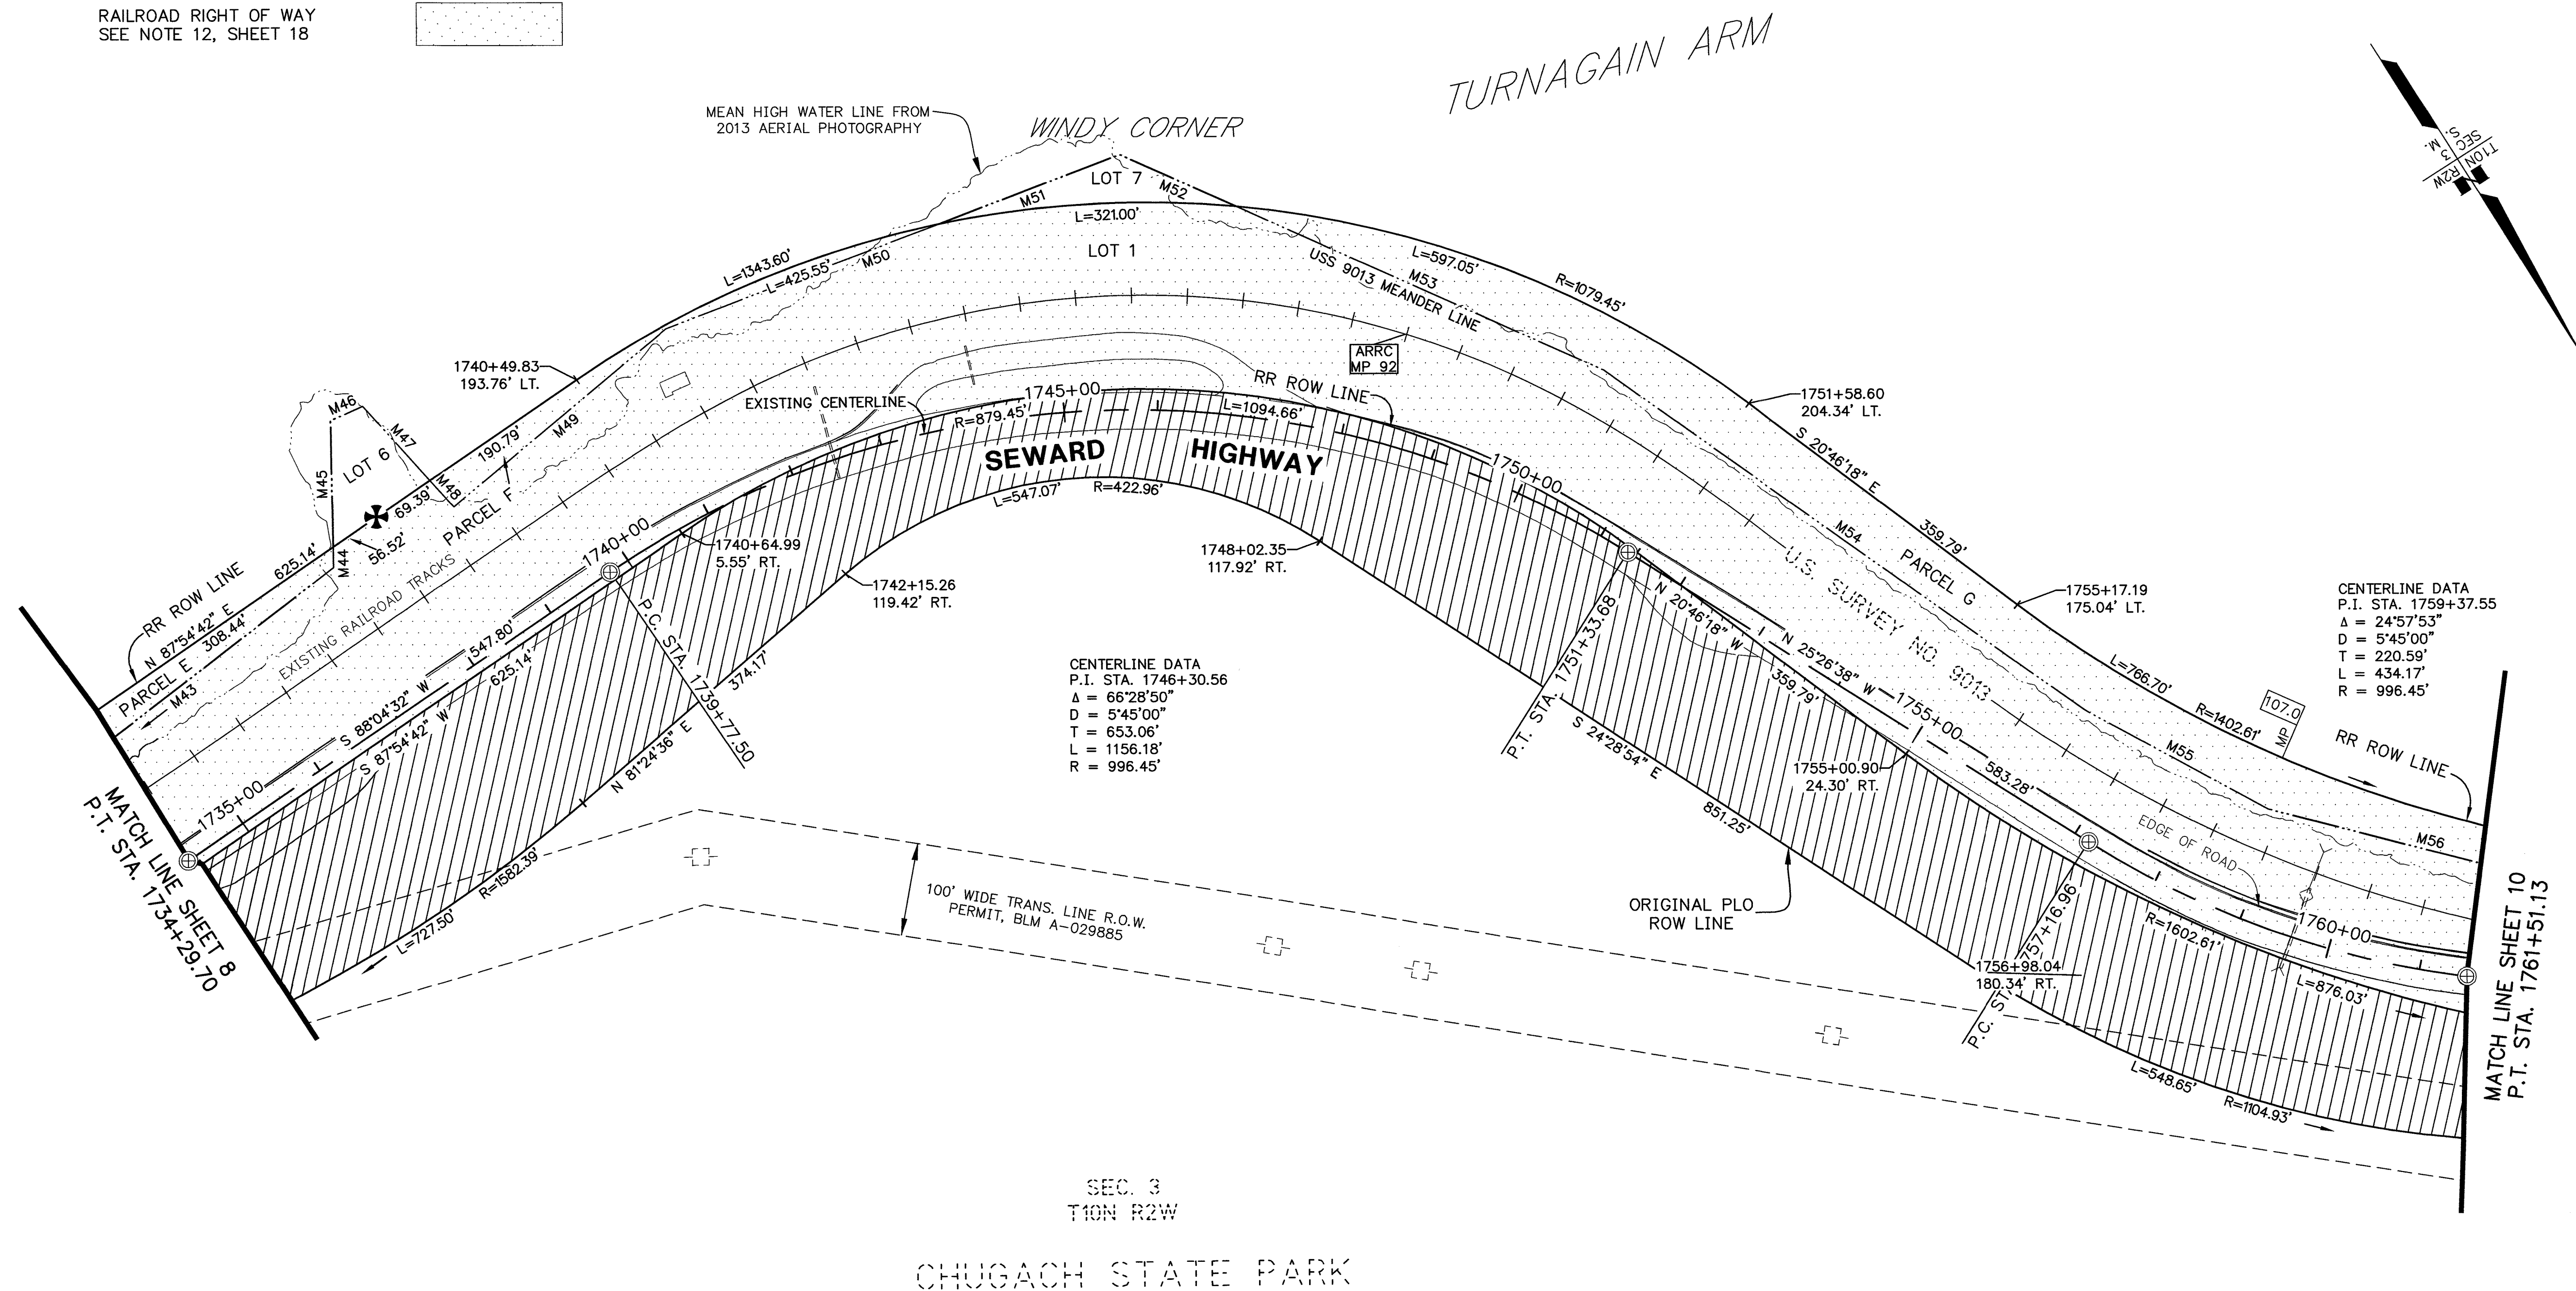 RAILROAD RIGHT OF WAY
SEE NOTE 12, SHEET 18
TURNAGAIN ARM
MEAN HIGH WATER LINE FROM
2013 AERIAL PHOTOGRAPHY
WINDY CORNER
T10N R2W
SEC 3
S. M.
N
LOT 7
M51
M52
L=321.00'
LOT 1
L=1343.60'
L=425.55'
M50
USS 9013 MEANDER LINE
M53
L=597.05'
R=1079.45'
1740+49.83
193.76' LT.
ARRC
MP 92
RR ROW LINE
1751+58.60
204.34' LT.
EXISTING CENTERLINE
1745+00
R=879.45'
L=1094.66'
SEWARD HIGHWAY
L=547.07'
R=422.96'
M46
M47
M45
LOT 6
M48
69.39'
190.79'
M49
PARCEL F
56.52'
M44
625.14'
RR ROW LINE
N 87°54'42" E
308.44'
PARCEL E
M43
EXISTING RAILROAD TRACKS
1740+00
1740+64.99
5.55' RT.
1742+15.26
119.42' RT.
1748+02.35
117.92' RT.
1750+00
S 20°46'18" E
359.79'
M54
PARCEL G
U.S. SURVEY NO. 9013
1755+17.19
175.04' LT.
547.80'
625.14'
S 88°04'32" W
S 87°54'42" W
P.C. STA. 1739+77.50
374.17'
N 81°24'36" E
1735+00
MATCH LINE SHEET 8
P.T. STA. 1734+29.70
R=1582.39'
L=727.50'
CENTERLINE DATA
P.I. STA. 1746+30.56
Δ = 66°28'50"
D = 5°45'00"
T = 653.06'
L = 1156.18'
R = 996.45'
P.T. STA. 1751+33.68
N 20°46'18" W
N 25°26'38" W
359.79'
1755+00
S 24°28'54" E
851.25'
1755+00.90
24.30' RT.
583.28'
CENTERLINE DATA
P.I. STA. 1759+37.55
Δ = 24°57'53"
D = 5°45'00"
T = 220.59'
L = 434.17'
R = 996.45'
L=766.70'
R=1402.61'
MP 107.0
M55
RR ROW LINE
M56
EDGE OF ROAD
1760+00
100' WIDE TRANS. LINE R.O.W.
PERMIT, BLM A-029885
ORIGINAL PLO
ROW LINE
1756+98.04
180.34' RT.
P.C. STA. 1757+16.96
R=1602.61'
L=876.03'
L=548.65'
R=1104.93'
MATCH LINE SHEET 10
P.T. STA. 1761+51.13
SEC. 3
T10N R2W
CHUGACH STATE PARK